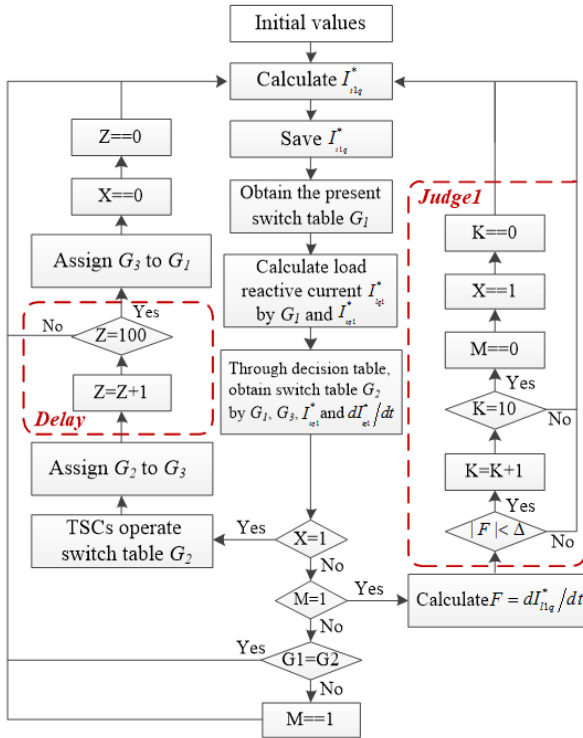 Initial values
Calculate I*t1q
Save I*t1q
Obtain the present
switch table G1
Calculate load
reactive current I*lq1
by G1 and I*tq1
Through decision table,
obtain switch table G2
by G1, G3, I*lq1 and dI*q1/dt
X=1
Yes
No
M=1
Yes
No
G1=G2
Yes
No
M==1
TSCs operate
switch table G2
Assign G2 to G3
Delay
Z=Z+1
Z=100
No
Yes
Assign G3 to G1
X==0
Z==0
Calculate F = dI*l1q/dt
Judge1
|F|< Δ
Yes
No
K=K+1
K=10
Yes
No
M==0
X==1
K==0